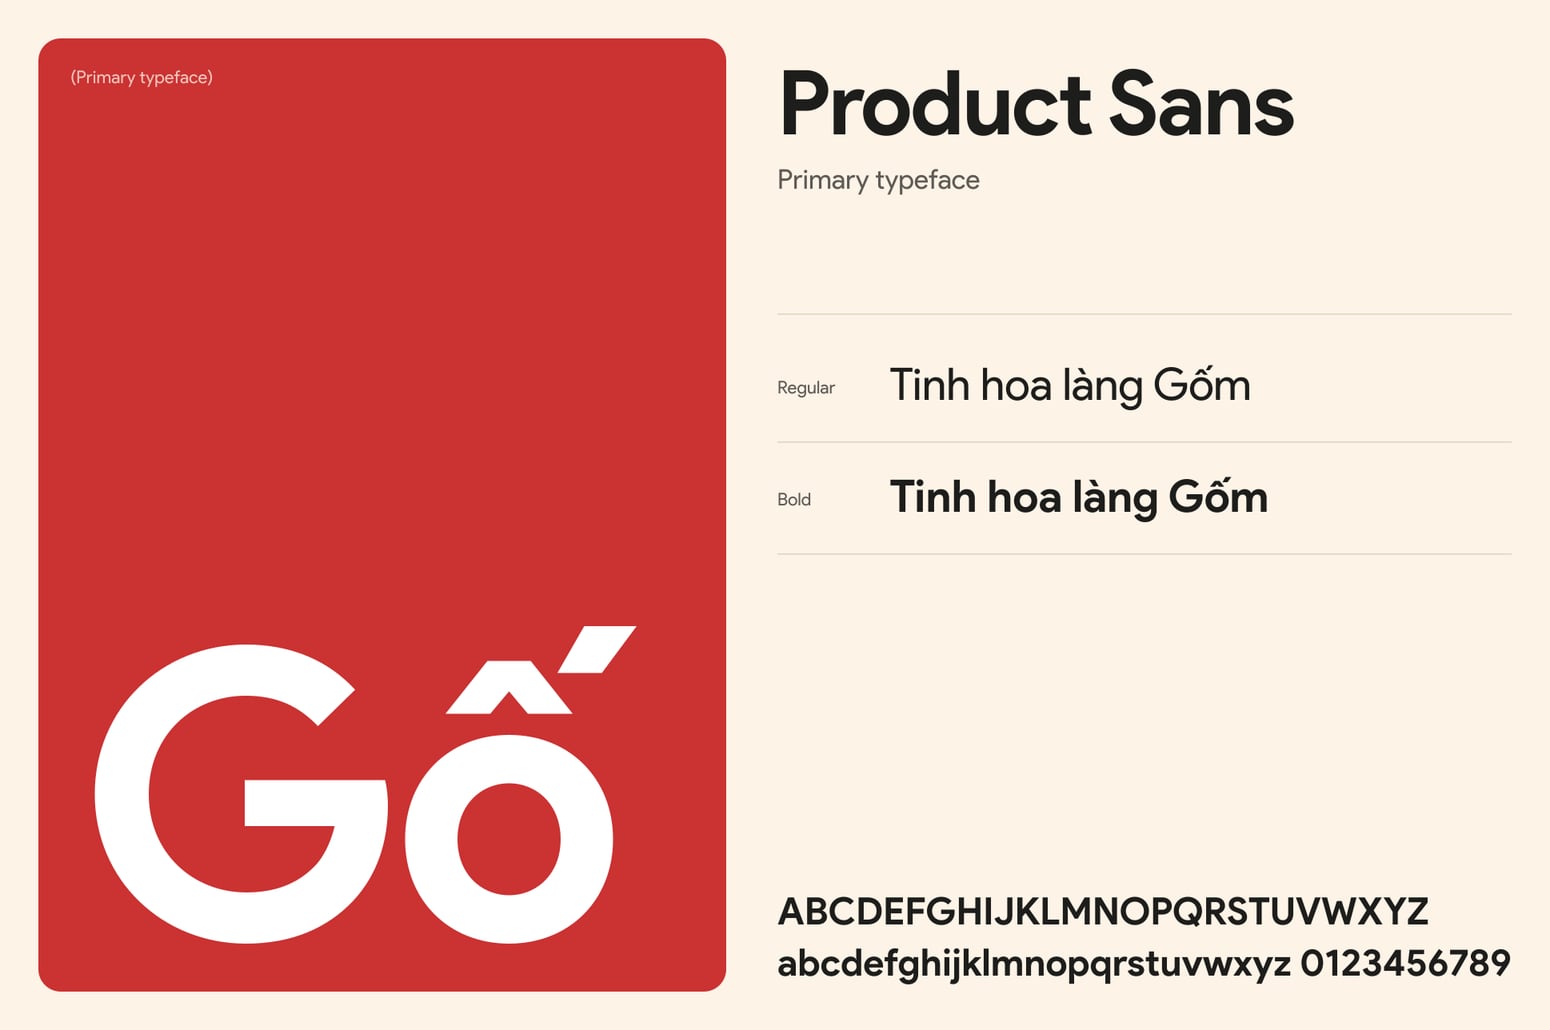 (Primary typeface)
Gố
Product Sans
Primary typeface
Regular
Tinh hoa làng Gốm
Bold
Tinh hoa làng Gốm
ABCDEFGHIJKLMNOPQRSTUVWXYZ
abcdefghijklmnopqrstuvwxyz 0123456789